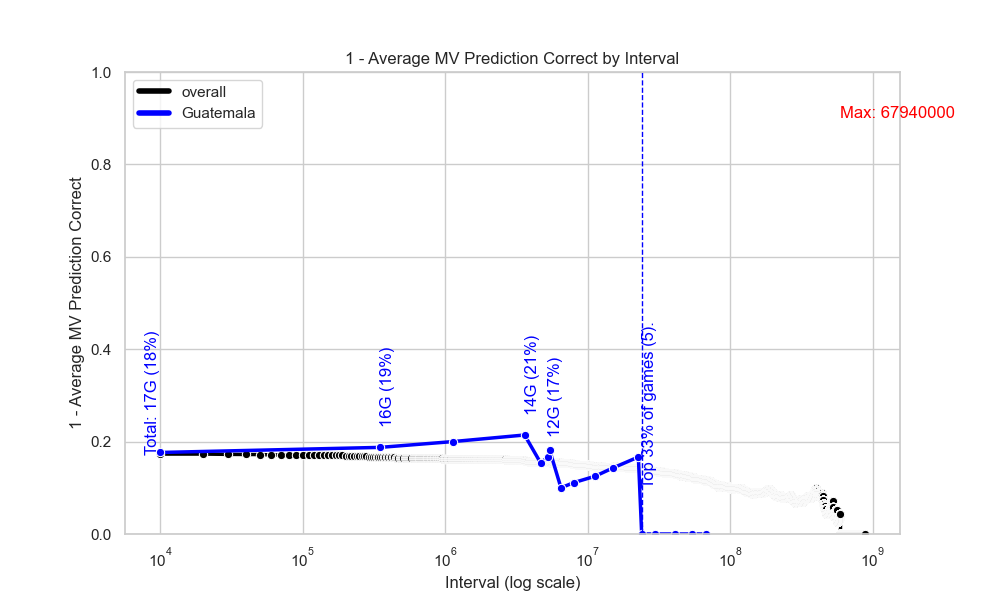 1 - Average MV Prediction Correct by Interval
overall
Guatemala
Max: 67940000
1 - Average MV Prediction Correct
1.0
0.8
0.6
0.4
0.2
0.0
Total: 17G (18%)
16G (19%)
14G (21%)
12G (17%)
Top 33% of games (5).
10^4
10^5
10^6
10^7
10^8
10^9
Interval (log scale)